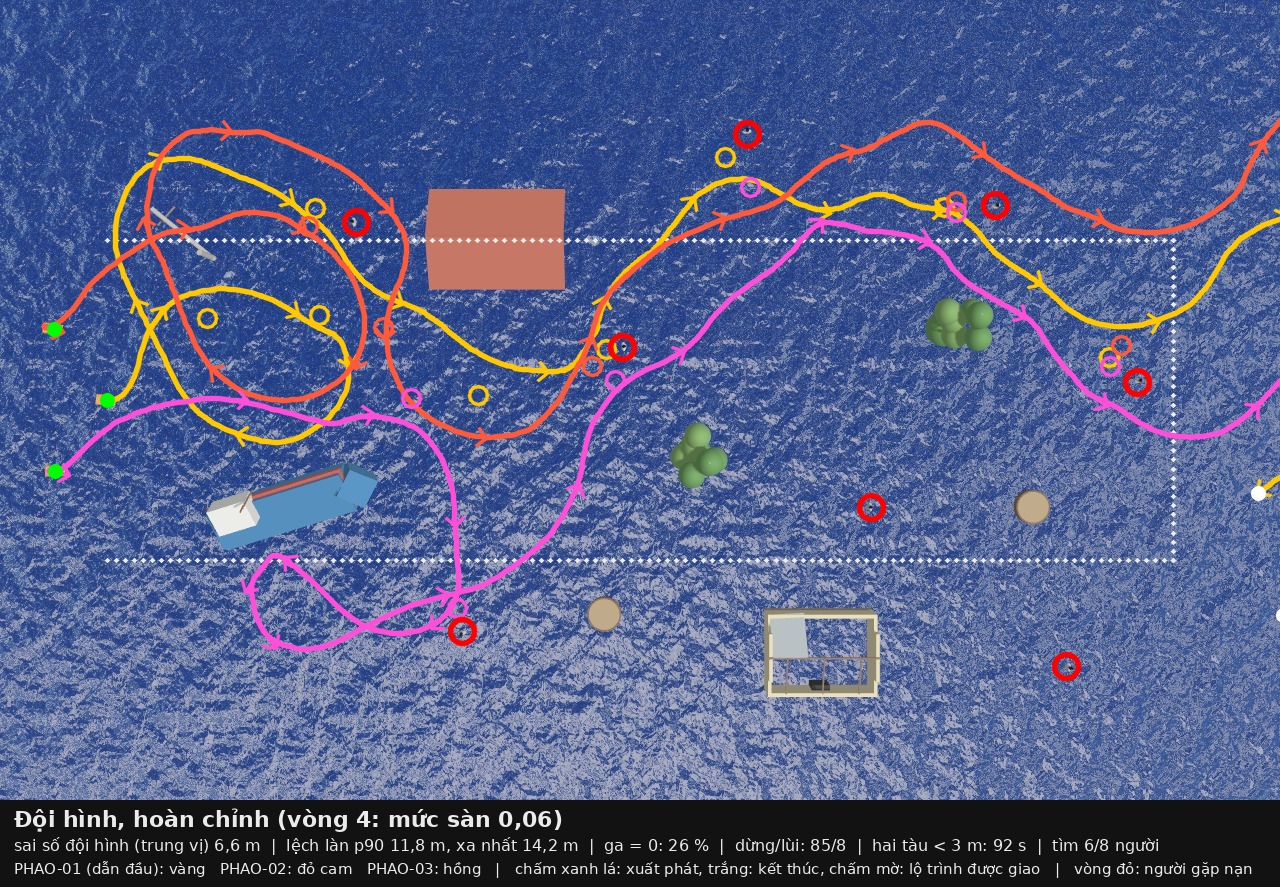 Đội hình, hoàn chỉnh (vòng 4: mức sàn 0,06)
sai số đội hình (trung vị) 6,6 m | lệch làn p90 11,8 m, xa nhất 14,2 m | ga = 0: 26 % | dừng/lùi: 85/8 | hai tàu < 3 m: 92 s | tìm 6/8 người
PHAO-01 (dẫn đầu): vàng PHAO-02: đỏ cam PHAO-03: hồng | chấm xanh lá: xuất phát, trắng: kết thúc, chấm mờ: lộ trình được giao | vòng đỏ: người gặp nạn